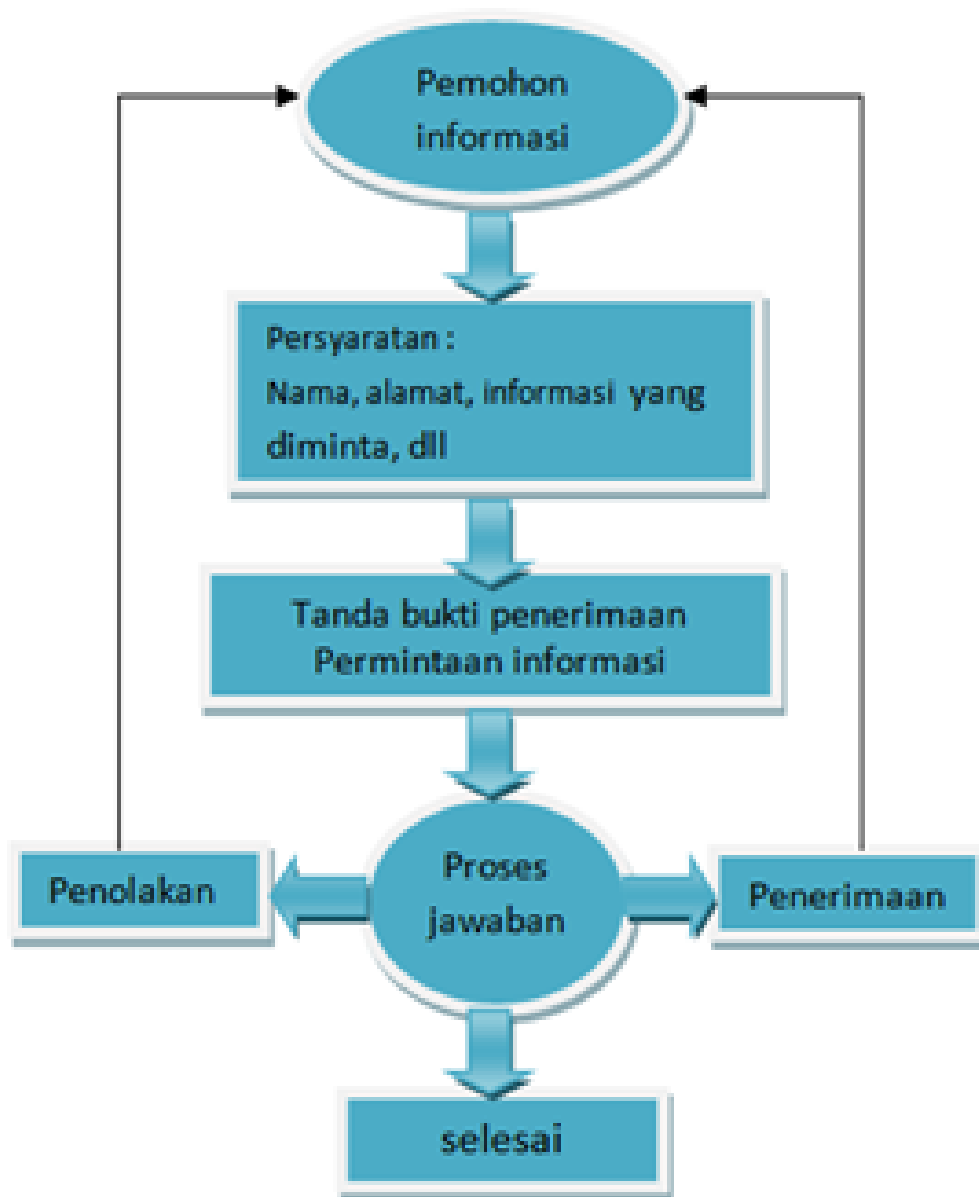 Pemohon
informasi
Persyaratan :
Nama, alamat, informasi yang
diminta, dll
Tanda bukti penerimaan
Permintaan informasi
Penolakan
Proses
jawaban
Penerimaan
selesai